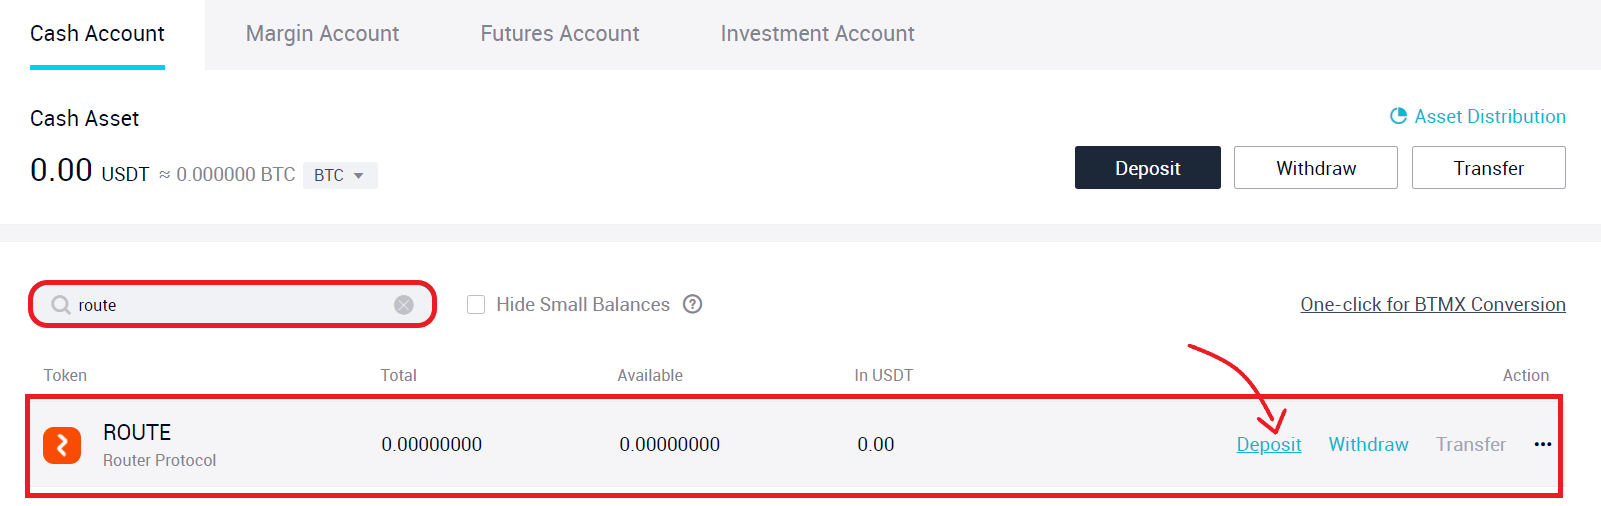 Cash Account Margin Account Futures Account Investment Account
Cash Asset Asset Distribution
0.00 USDT ≈ 0.000000 BTC BTC Deposit Withdraw Transfer
route Hide Small Balances ? One-click for BTMX Conversion
Token Total Available In USDT Action
ROUTE 0.00000000 0.00000000 0.00 Deposit Withdraw Transfer ...
Router Protocol